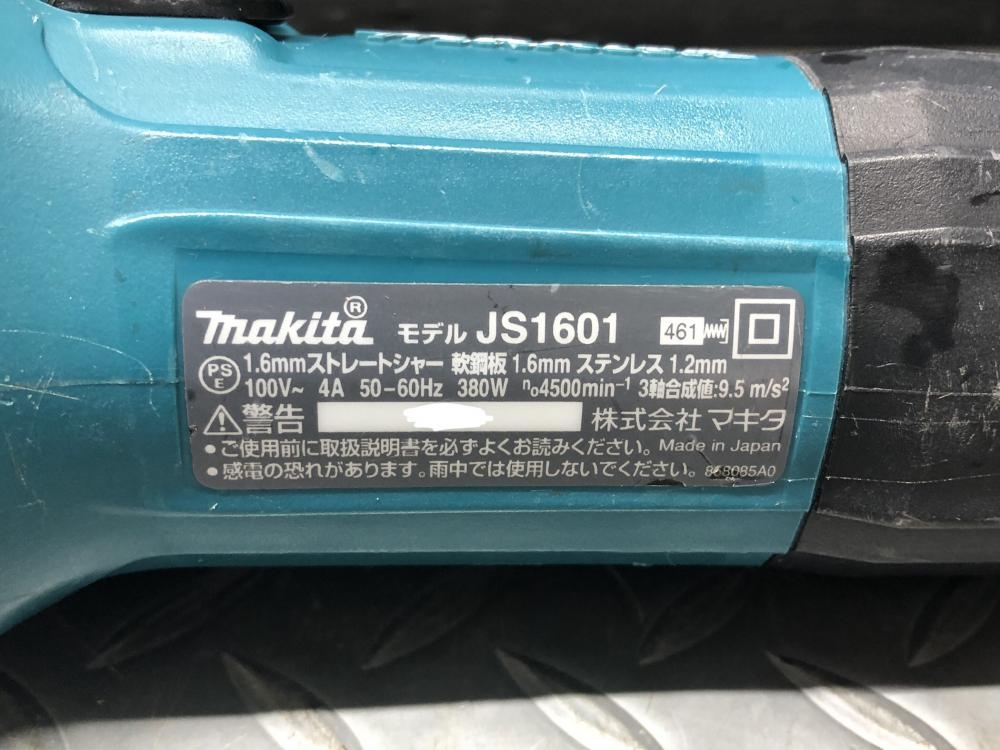 makita® モデル JS1601 461
PS E 1.6mmストレートシャー 軟鋼板 1.6mm ステンレス 1.2mm
100V~ 4A 50-60Hz 380W n₀4500min⁻¹ 3軸合成値:9.5 m/s²
警告 株式会社 マキタ
• ご使用前に取扱説明書を必ずよくお読みください。 Made in Japan
• 感電の恐れがあります。雨中では使用しないでください。 868085A0